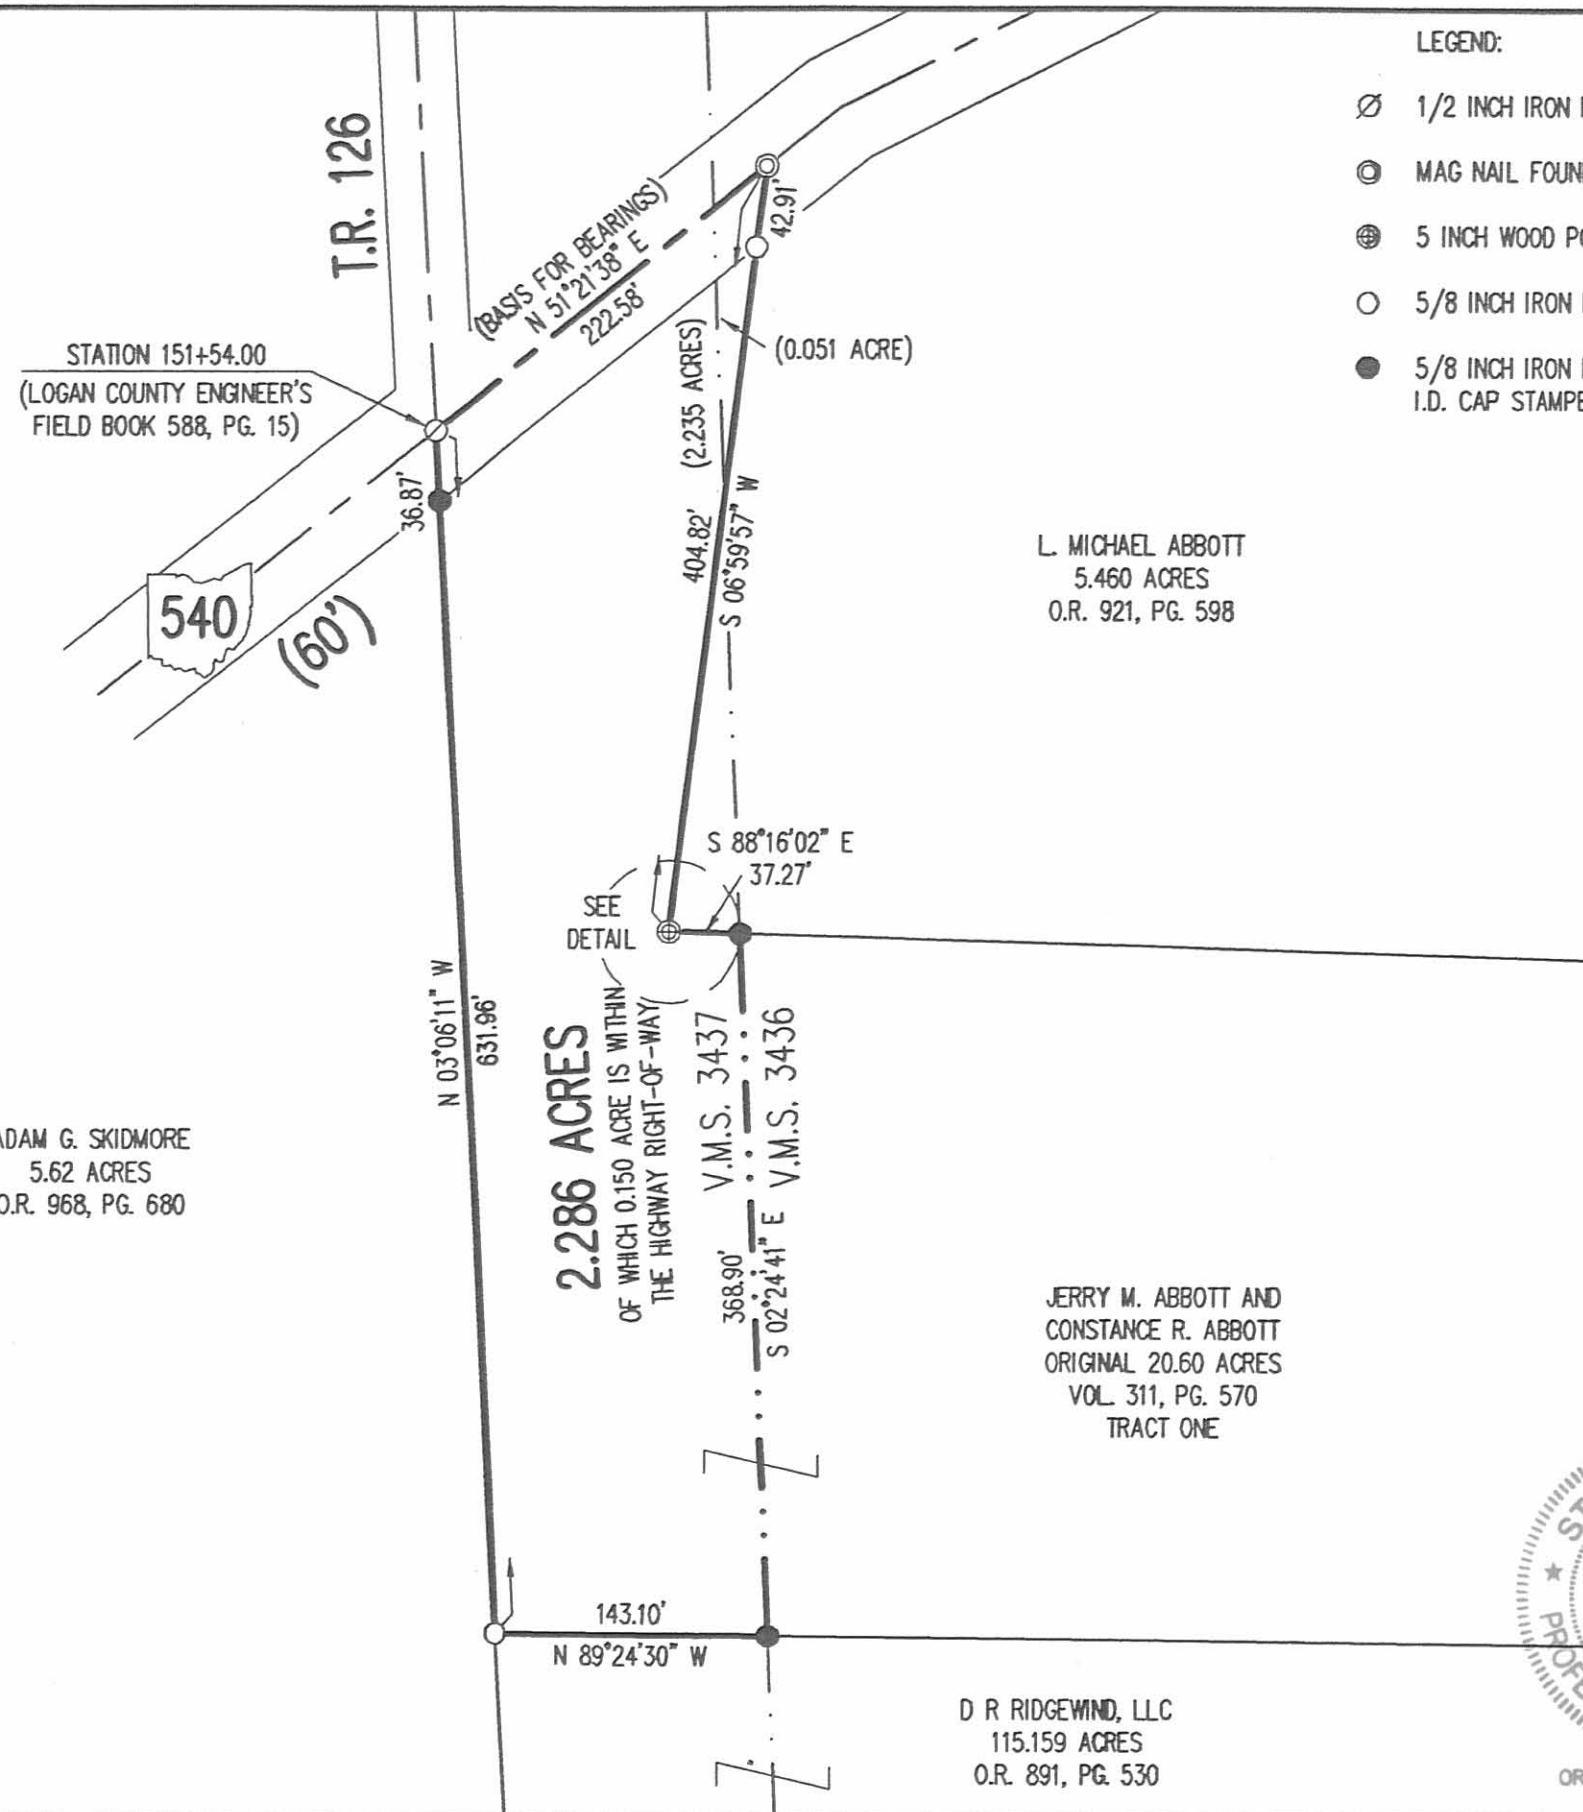 LEGEND:
1/2 INCH IRON
MAG NAIL
5 INCH WOOD
5/8 INCH IRON
5/8 INCH IRON
I.D. CAP
T.R. 126
(BASIS FOR BEARINGS)
N 51°21'38" E
222.58'
42.91'
STATION 151+54.00
(LOGAN COUNTY ENGINEER'S
FIELD BOOK 588, PG. 15)
(0.051 ACRE)
(2.235 ACRES)
36.87'
404.82'
S 06°59'57" W
540
(60')
L. MICHAEL ABBOTT
5.460 ACRES
O.R. 921, PG. 598
S 88°16'02" E
37.27'
SEE
DETAIL
N 03°06'11" W
631.96'
2.286 ACRES
OF WHICH 0.150 ACRE IS WITHIN
THE HIGHWAY RIGHT-OF-WAY
V.M.S. 3437
V.M.S. 3436
368.90'
S 02°24'41" E
G. SKIDMORE
5.62 ACRES
O.R. 968, PG. 680
JERRY M. ABBOTT AND
CONSTANCE R. ABBOTT
ORIGINAL 20.60 ACRES
VOL. 311, PG. 570
TRACT ONE
143.10'
N 89°24'30" W
D R RIDGEWIND, LLC
115.159 ACRES
O.R. 891, PG. 530